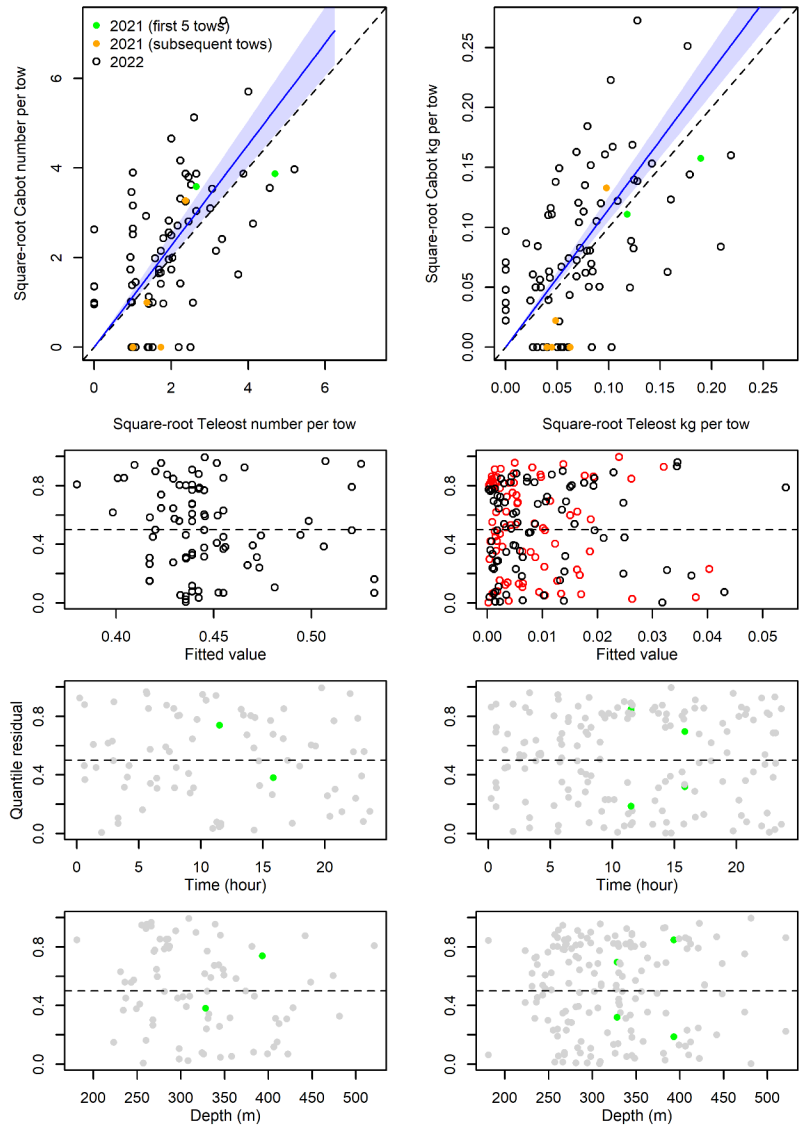 2021 (first 5 tows)
2021 (subsequent tows)
2022
Square-root Cabot number per tow
0 2 4 6
0 2 4 6
Square-root Teleost number per tow
Square-root Cabot kg per tow
0.00 0.05 0.10 0.15 0.20 0.25
0.00 0.05 0.10 0.15 0.20 0.25
Square-root Teleost kg per tow
0.0 0.4 0.8
0.40 0.45 0.50
Fitted value
0.0 0.4 0.8
0.00 0.01 0.02 0.03 0.04 0.05
Fitted value
Quantile residual
0.0 0.4 0.8
0 5 10 15 20
Time (hour)
0.0 0.4 0.8
0 5 10 15 20
Time (hour)
0.0 0.4 0.8
200 250 300 350 400 450 500
Depth (m)
0.0 0.4 0.8
200 250 300 350 400 450 500
Depth (m)